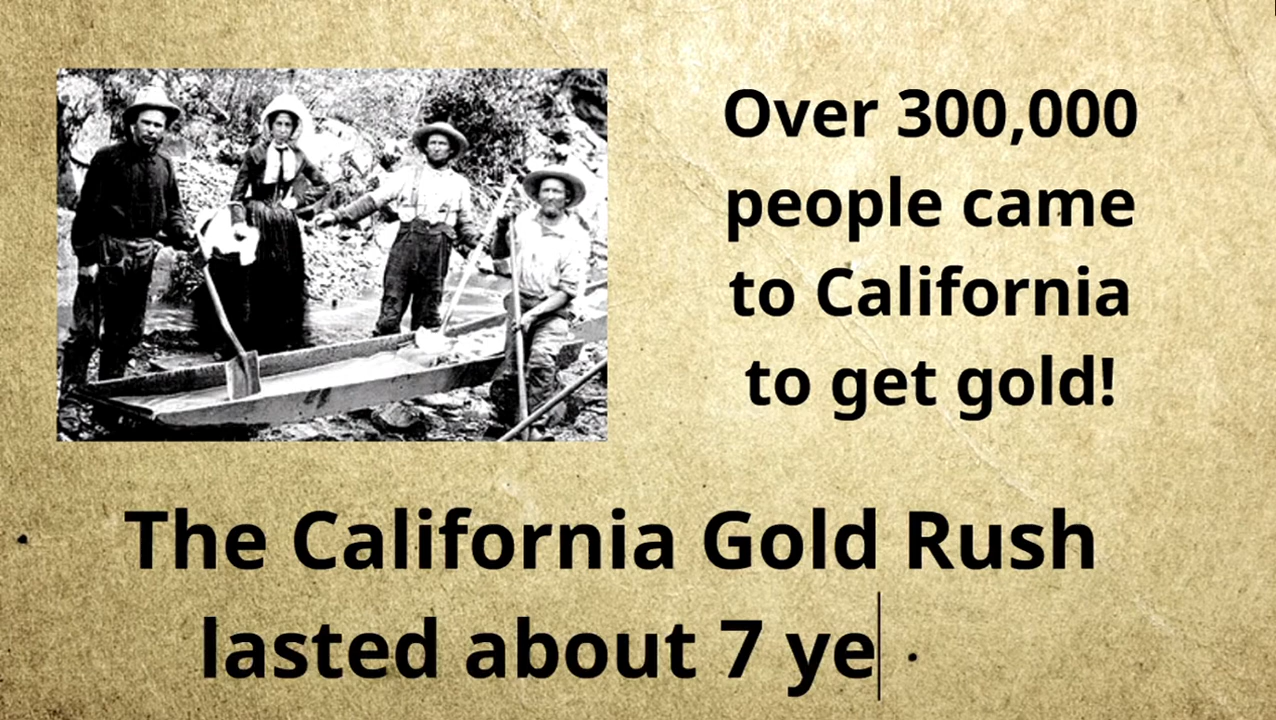 Over 300,000
people came
to California
to get gold!
The California Gold Rush
lasted about 7 ye